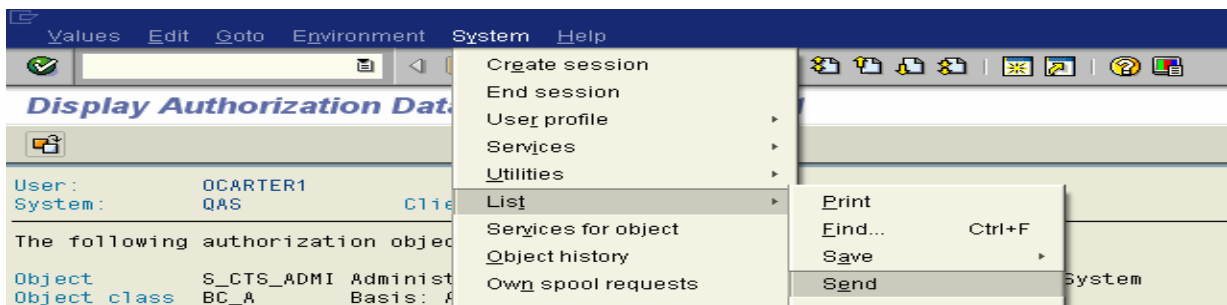 Values Edit Goto Environment System Help
Create session
End session
User profile
Services
Utilities
List
Services for object
Object history
Own spool requests
Print
Find... Ctrl+F
Save
Send
Display Authorization Dat
User: OCARTER1
System: QAS Clie
The following authorization objec
Object S_CTS_ADMI Administ System
Object class BC_A Basis: A